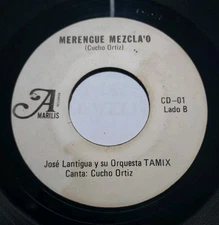 MERENGUE MEZCLA'O
(Cucho Ortiz)
A
MARILIS
CD-01
Lado B
José Lantigua y su Orquesta TAMIX
Canta: Cucho Ortiz